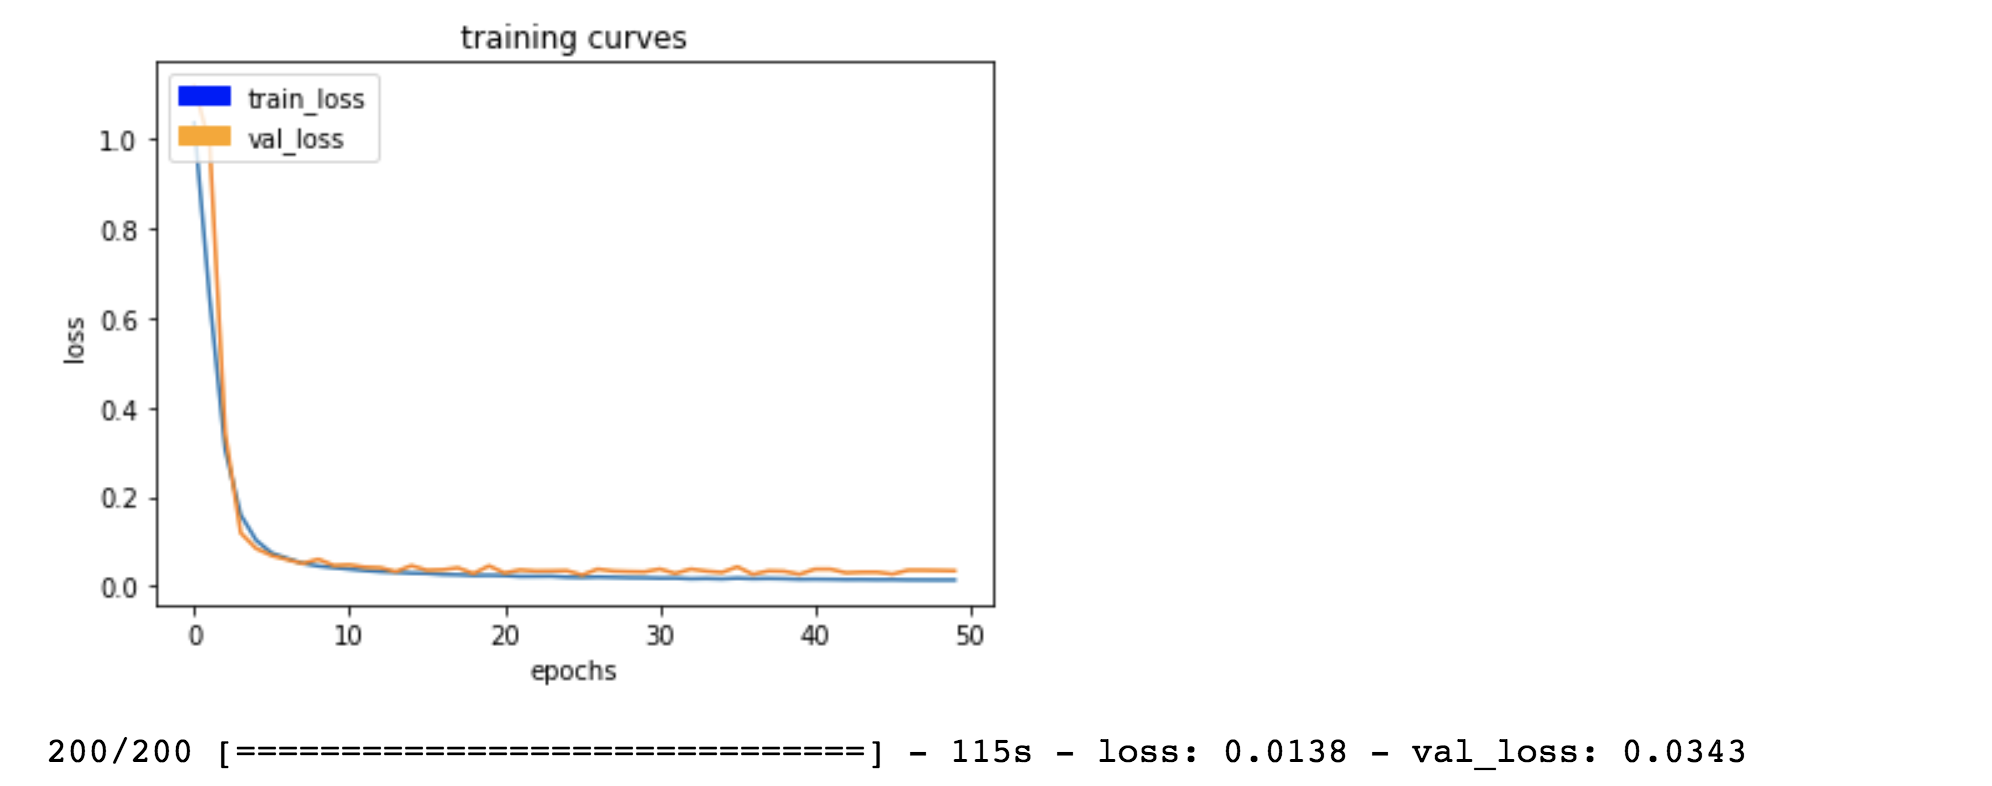 training curves
train_loss
val_loss
1.0
0.8
0.6
0.4
0.2
0.0
loss
0 10 20 30 40 50
epochs
200/200 [==============================] - 115s - loss: 0.0138 - val_loss: 0.0343